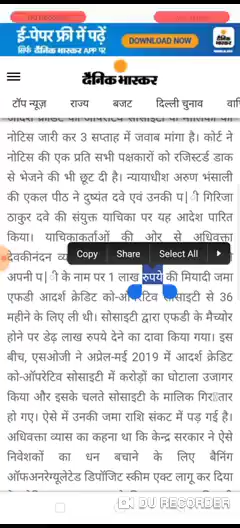 ई-पेपर फ्री में पढ़ें
सिर्फ दैनिक भास्कर APP पर
DOWNLOAD NOW
दैनिक भास्कर
टॉप न्यूज़ राज्य बजट दिल्ली चुनाव
नोटिस जारी कर 3 सप्ताह में जवाब मांगा है। कोर्ट ने
नोटिस की एक प्रति सभी पक्षकारों को रजिस्टर्ड डाक
से भेजने की भी छूट दी है। न्यायाधीश अरुण भंसाली
की एकल पीठ ने दुष्यंत दवे एवं उनकी प|ी गिरिजा
ठाकुर दवे की संयुक्त याचिका पर यह आदेश पारित
किया। याचिकाकर्ताओं की ओर से अधिवक्ता
देवकीनंदन
Copy Share Select All
अपनी प|ी के नाम पर 1 लाख रुपये की मियादी जमा
एफडी आदर्श क्रेडिट को-ऑपरेटिव सोसाइटी से 36
महीने के लिए ली थी। सोसाइटी द्वारा एफडी के मैच्योर
होने पर डेढ़ लाख रुपये देने का दावा किया गया। इस
बीच, एसओजी ने अप्रेल-मई 2019 में आदर्श क्रेडिट
को-ऑपरेटिव सोसाइटी में करोड़ों का घोटाला उजागर
किया और इसके चलते सोसाइटी के मालिक
हो गए। ऐसे में उनकी जमा राशि संकट में पड़ गई है।
अधिवक्ता व्यास का कहना था कि केन्द्र सरकार ने ऐसे
निवेशकों का धन बचाने के लिए बैनिंग
ऑफअनरेग्यूलेटेड डिपॉजिट स्कीम एक्ट लागू कर दिया
DU RECORDER